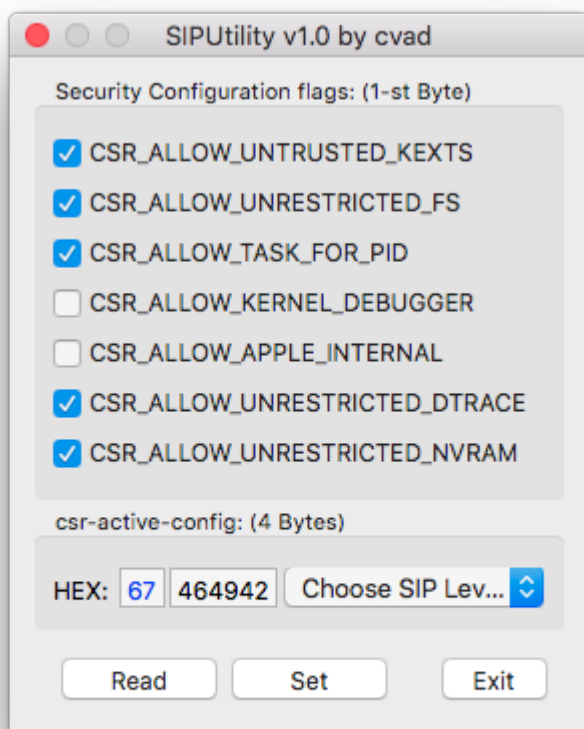 SIPUtility v1.0 by cvad
Security Configuration flags: (1-st Byte)
CSR_ALLOW_UNTRUSTED_KEXTS
CSR_ALLOW_UNRESTRICTED_FS
CSR_ALLOW_TASK_FOR_PID
CSR_ALLOW_KERNEL_DEBUGGER
CSR_ALLOW_APPLE_INTERNAL
CSR_ALLOW_UNRESTRICTED_DTRACE
CSR_ALLOW_UNRESTRICTED_NVRAM
csr-active-config: (4 Bytes)
HEX: 67 464942 Choose SIP Lev...
Read Set Exit